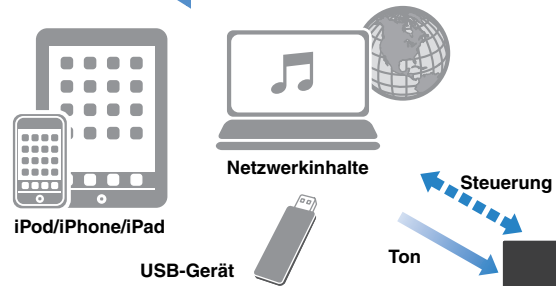 Netzwerkinhalte
Steuerung
iPod/iPhone/iPad
Ton
USB-Gerät